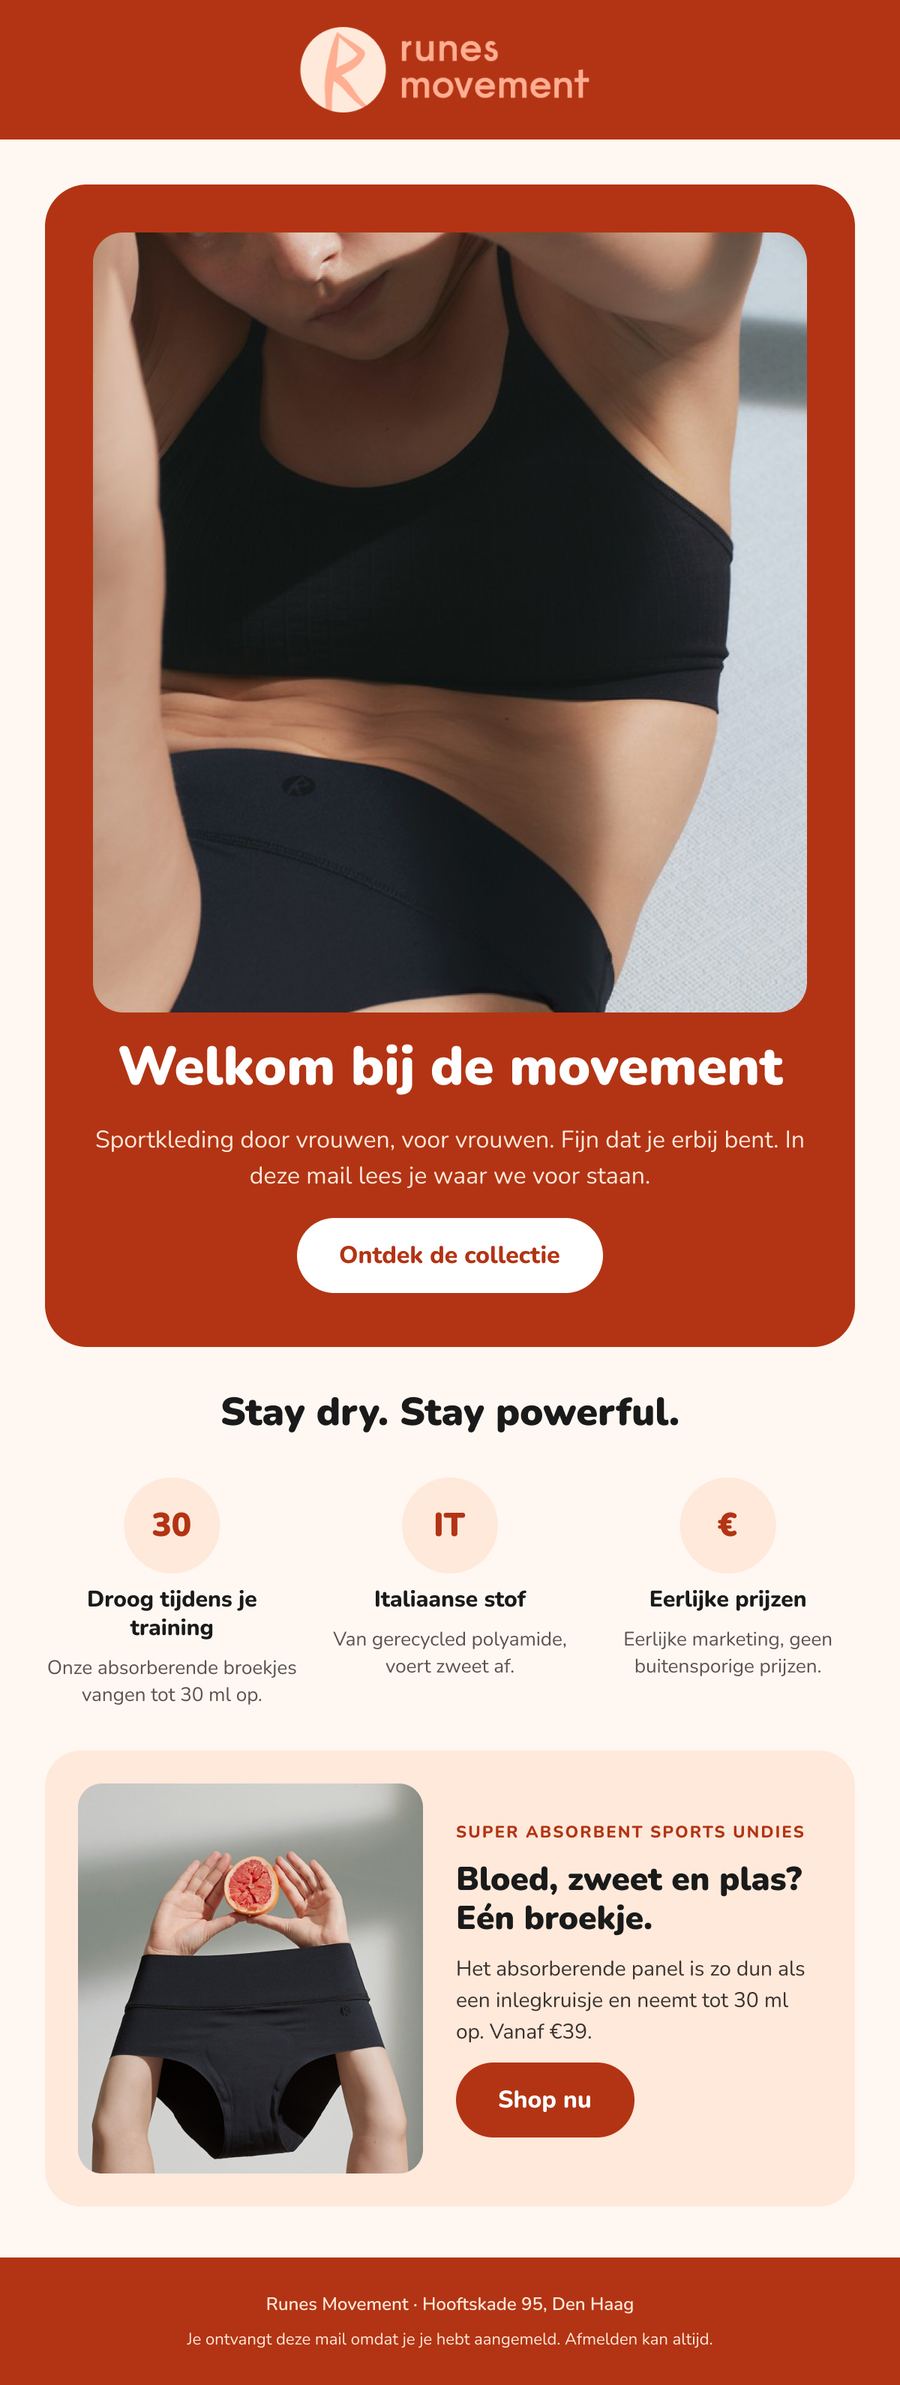 runes
movement
Welkom bij de movement
Sportkleding door vrouwen, voor vrouwen. Fijn dat je erbij bent. In
deze mail lees je waar we voor staan.
Ontdek de collectie
Stay dry. Stay powerful.
30
Droog tijdens je
training
Onze absorberende broekjes
vangen tot 30 ml op.
IT
Italiaanse stof
Van gerecycled polyamide,
voert zweet af.
€
Eerlijke prijzen
Eerlijke marketing, geen
buitensporige prijzen.
SUPER ABSORBENT SPORTS UNDIES
Bloed, zweet en plas?
Eén broekje.
Het absorberende panel is zo dun als
een inlegkruisje en neemt tot 30 ml
op. Vanaf €39.
Shop nu
Runes Movement · Hooftskade 95, Den Haag
Je ontvangt deze mail omdat je je hebt aangemeld. Afmelden kan altijd.